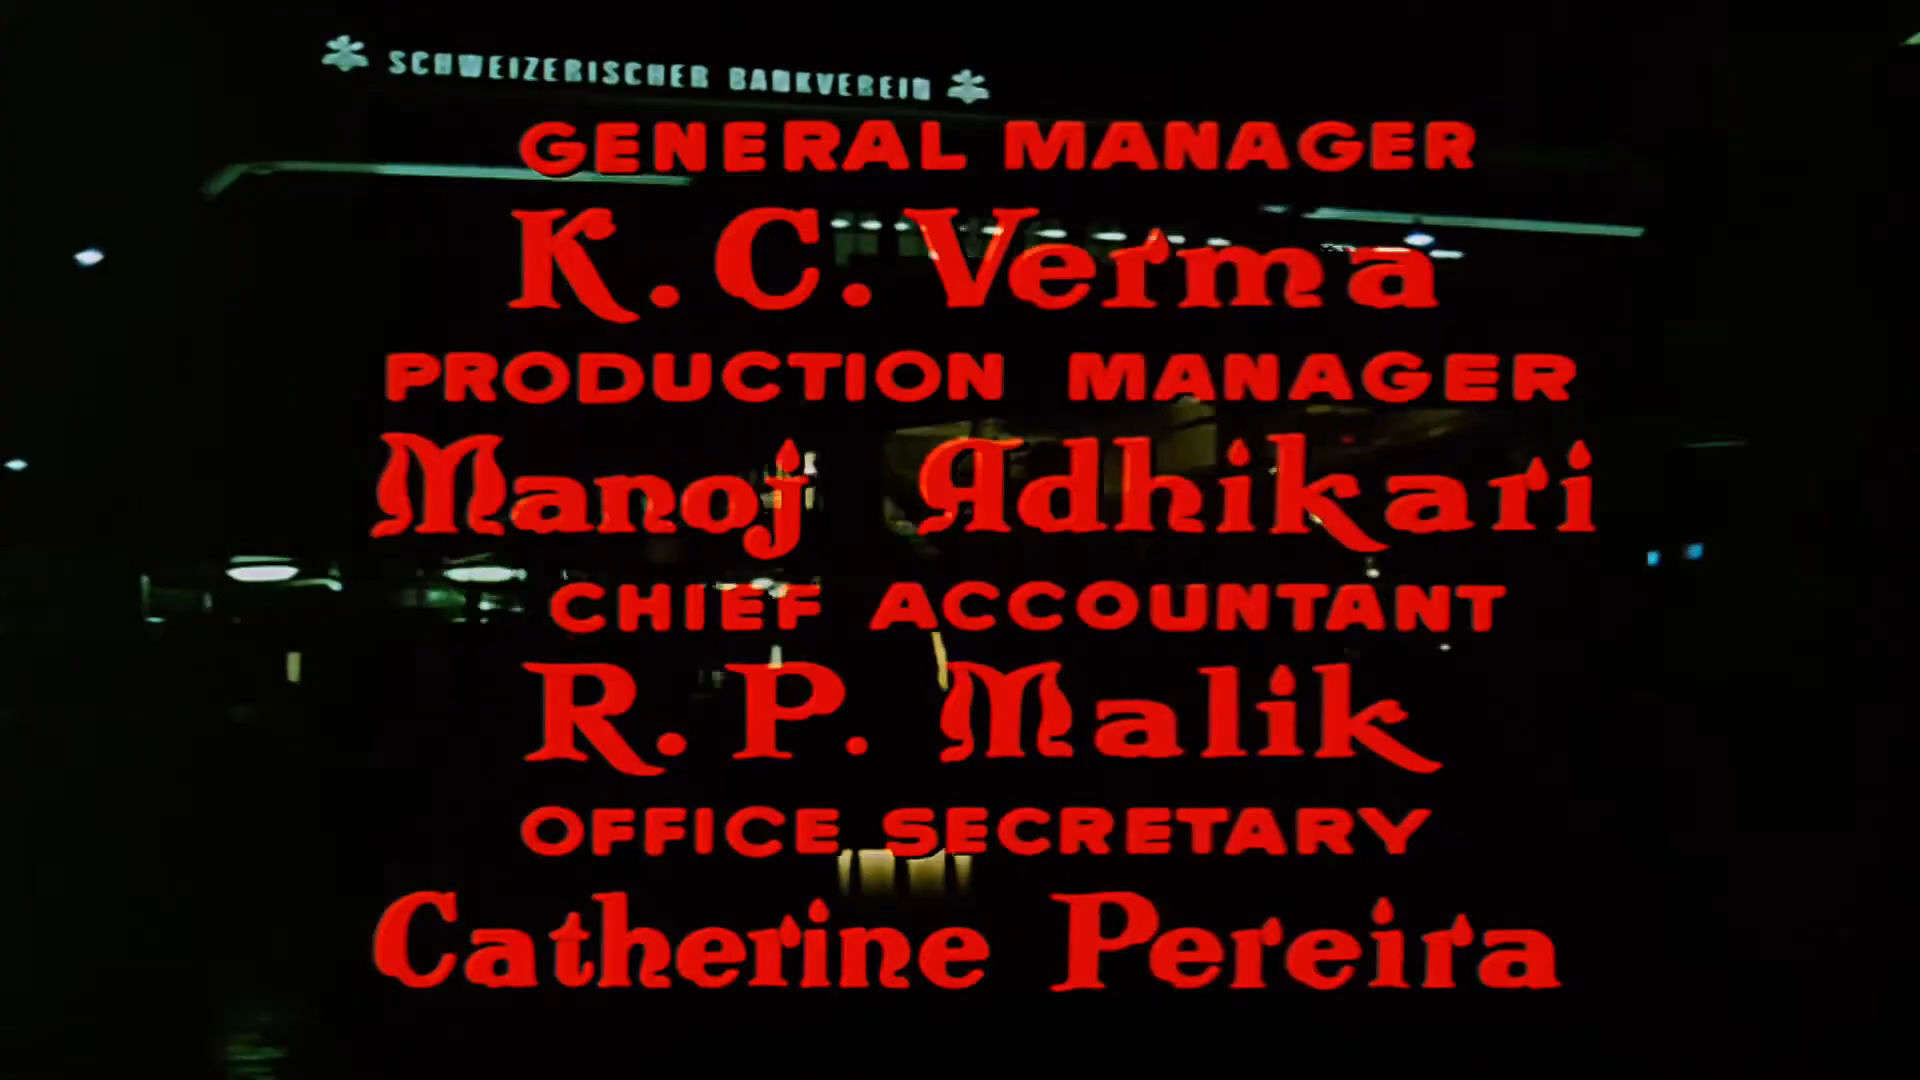 SCHWEIZERISCHER BANKVEREIN
GENERAL MANAGER
K. C. Verma
PRODUCTION MANAGER
Manoj Adhikari
CHIEF ACCOUNTANT
R. P. Malik
OFFICE SECRETARY
Catherine Pereira